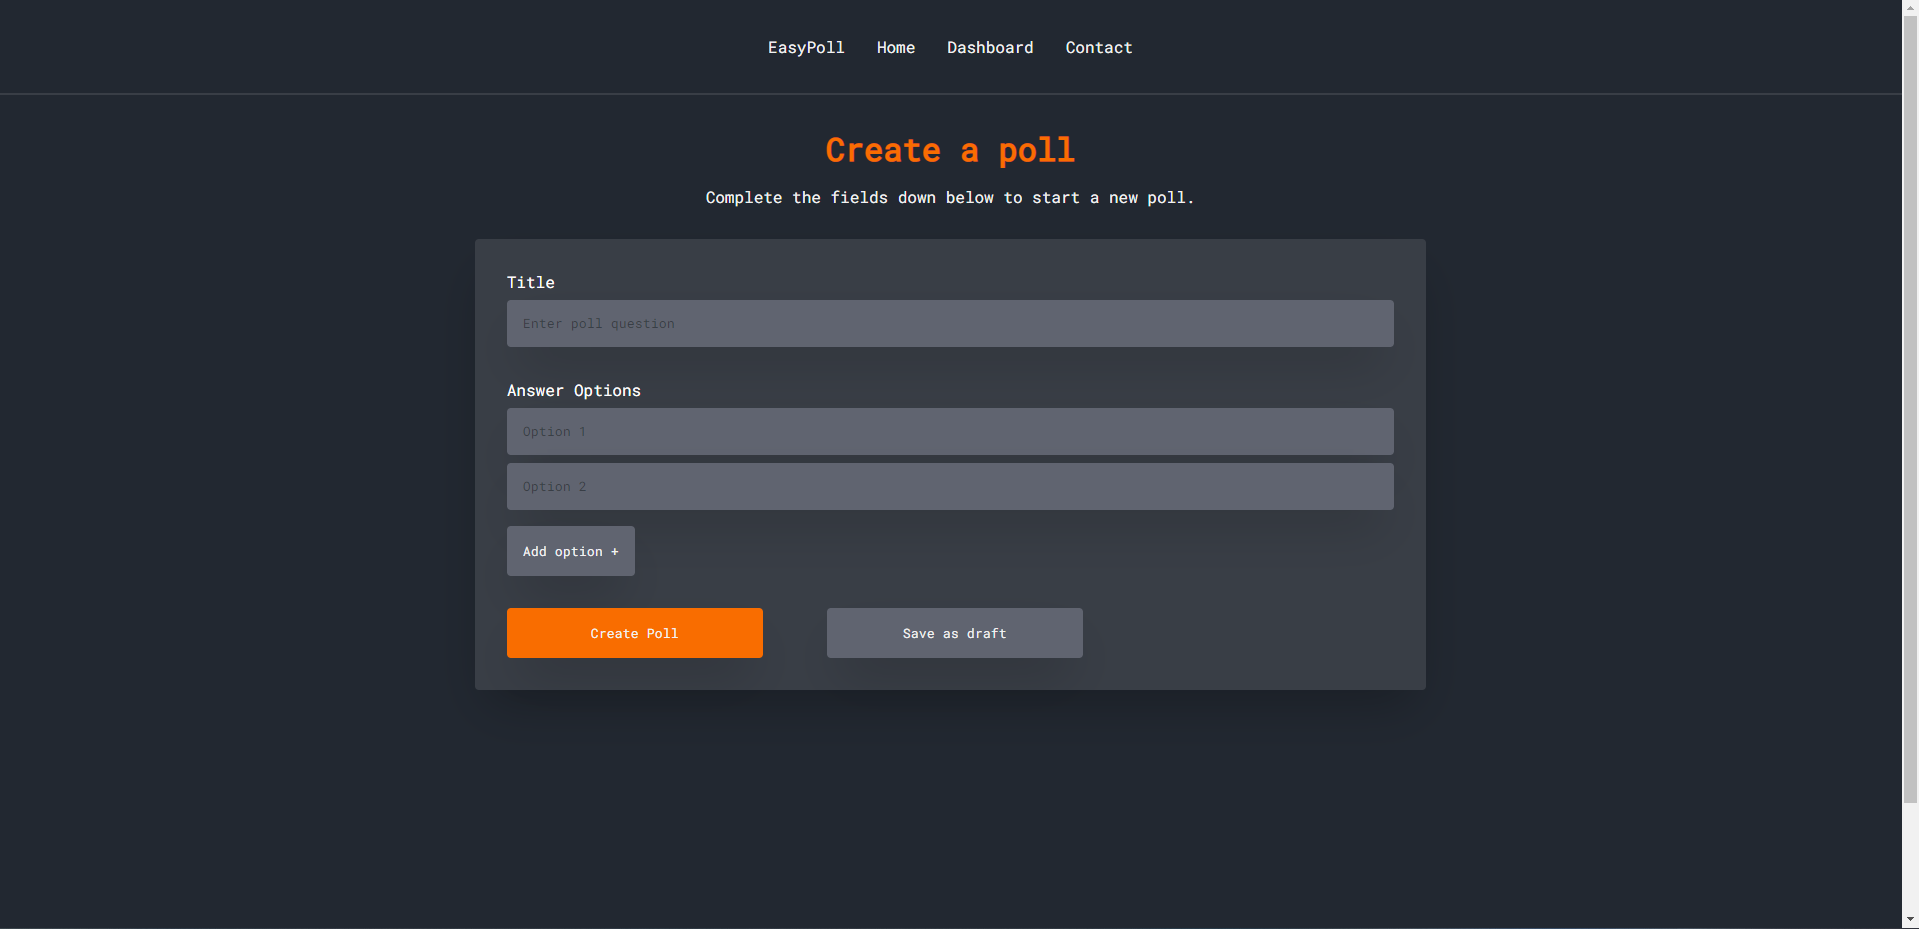 EasyPoll Home Dashboard Contact
Create a poll
Complete the fields down below to start a new poll.
Title
Enter poll question
Answer Options
Option 1
Option 2
Add option +
Create Poll Save as draft